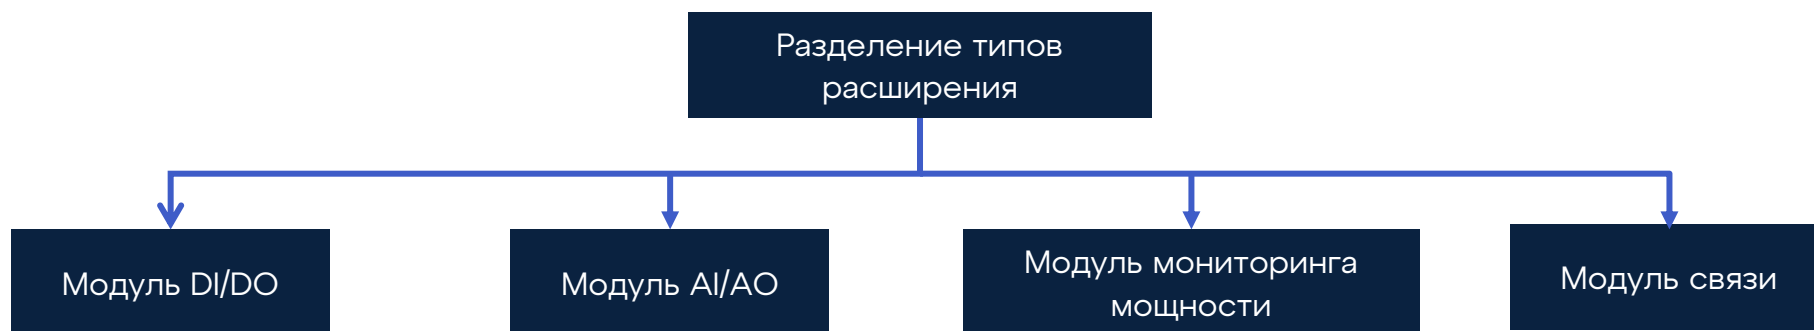 Разделение типов
расширения
Модуль DI/DO
Модуль AI/AO
Модуль мониторинга
мощности
Модуль связи